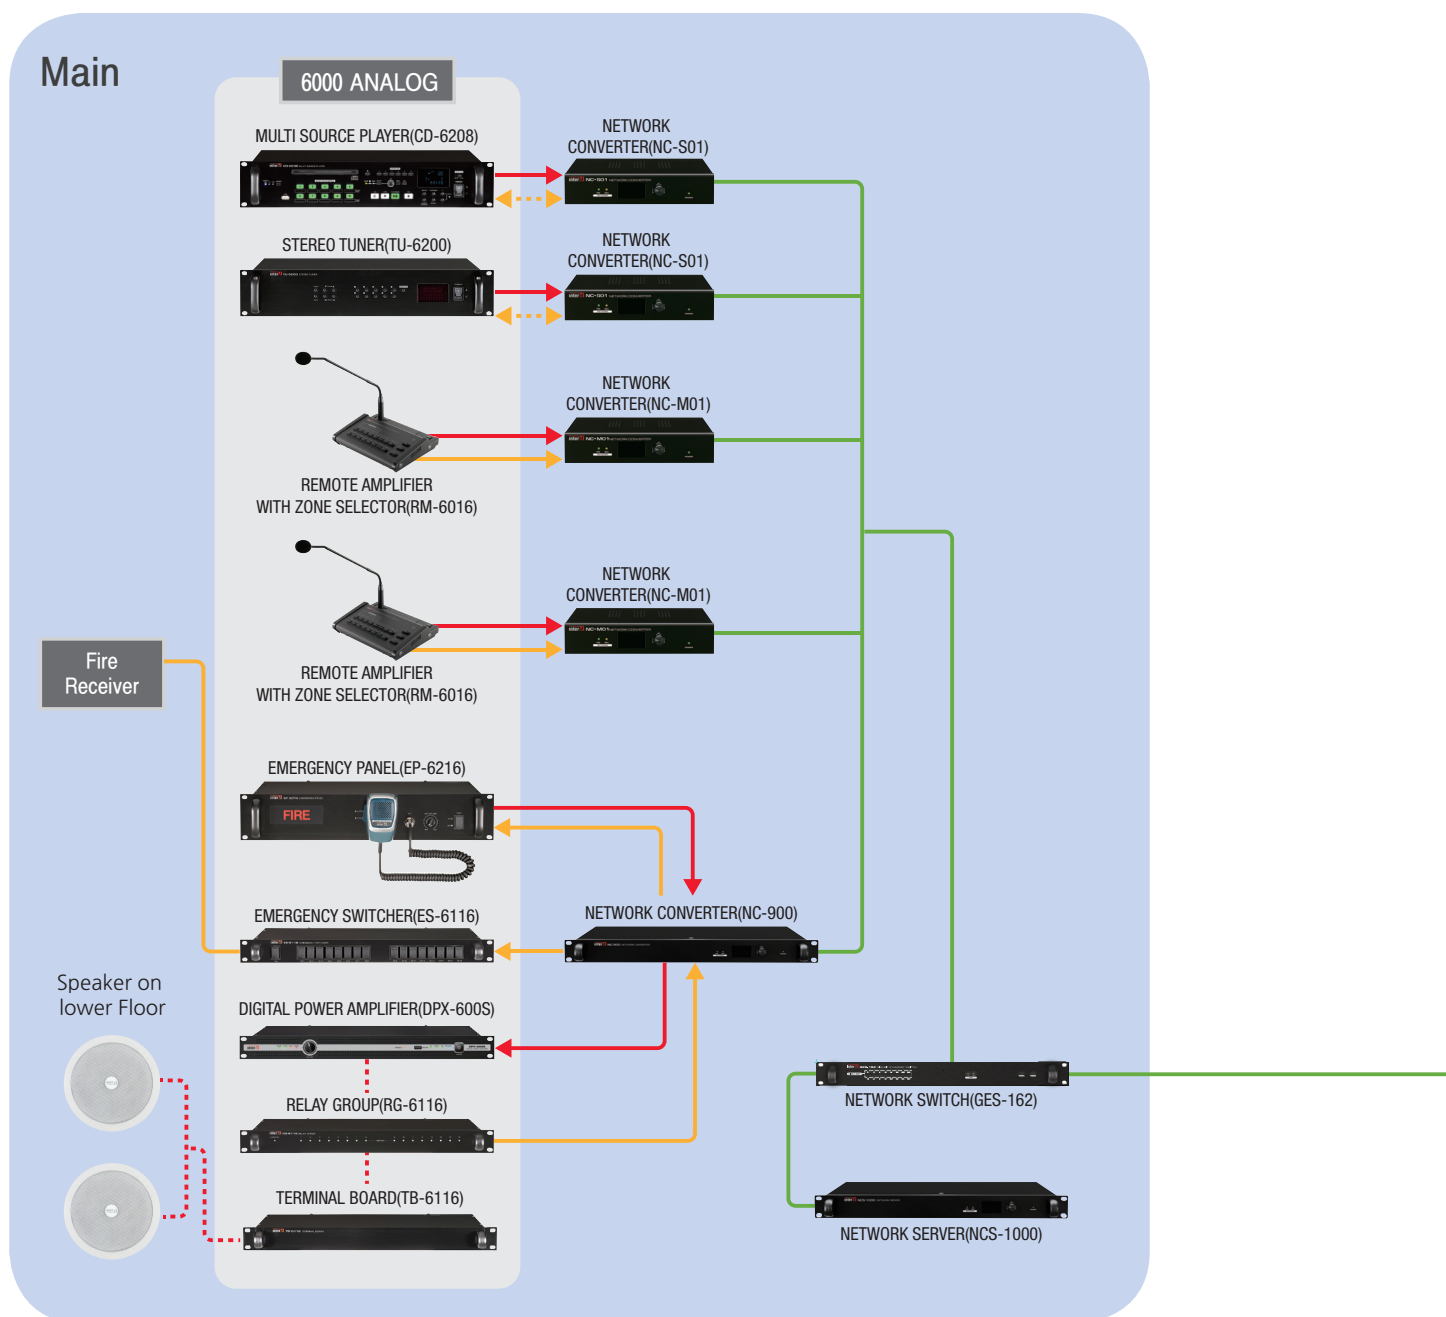 Main
6000 ANALOG
MULTI SOURCE PLAYER(CD-6208)
NETWORK
CONVERTER(NC-S01)
STEREO TUNER(TU-6200)
NETWORK
CONVERTER(NC-S01)
NETWORK
CONVERTER(NC-M01)
REMOTE AMPLIFIER
WITH ZONE SELECTOR(RM-6016)
NETWORK
CONVERTER(NC-M01)
REMOTE AMPLIFIER
WITH ZONE SELECTOR(RM-6016)
Fire
Receiver
EMERGENCY PANEL(EP-6216)
FIRE
EMERGENCY SWITCHER(ES-6116)
NETWORK CONVERTER(NC-900)
Speaker on
lower Floor
DIGITAL POWER AMPLIFIER(DPX-600S)
RELAY GROUP(RG-6116)
NETWORK SWITCH(GES-162)
TERMINAL BOARD(TB-6116)
NETWORK SERVER(NCS-1000)